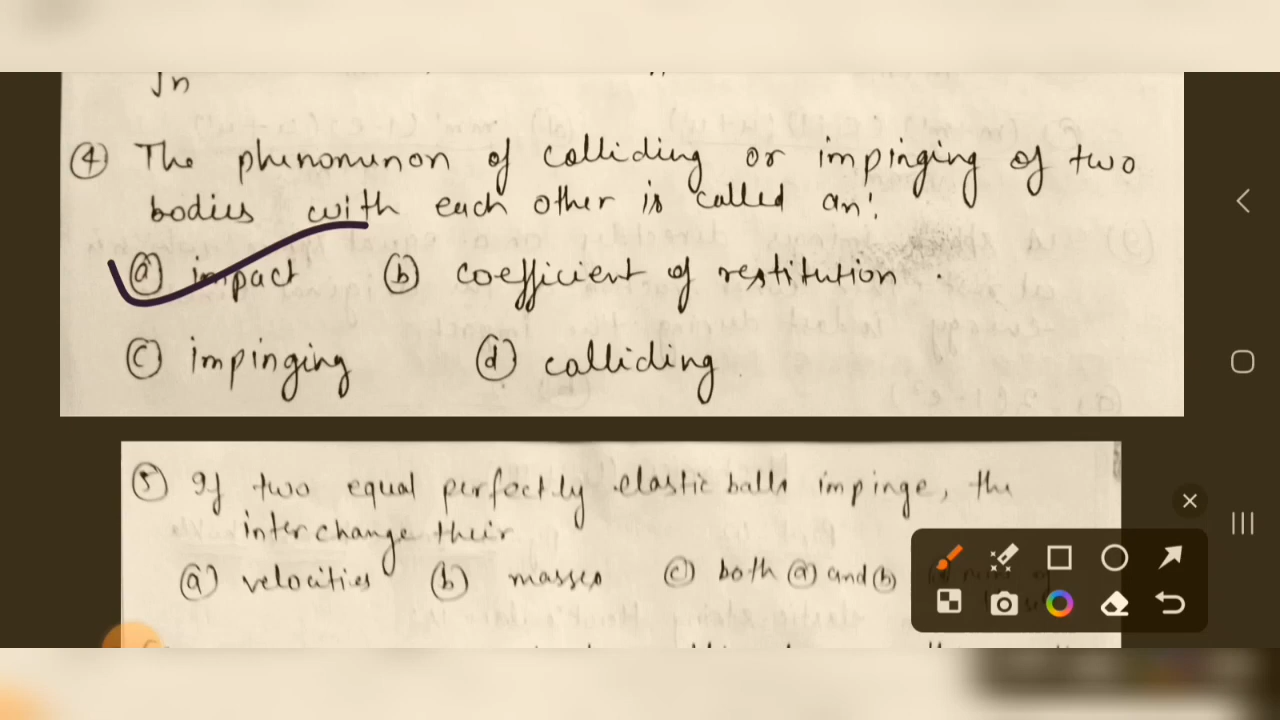 ④ The phenomenon of colliding or impinging of two
bodies with each other is called an:
ⓐ impact ⓑ coefficient of restitution
ⓒ impinging ⓓ colliding
⑤ If two equal perfectly elastic balls impinge, the
interchange their
ⓐ velocities ⓑ masses ⓒ both ⓐ and ⓑ